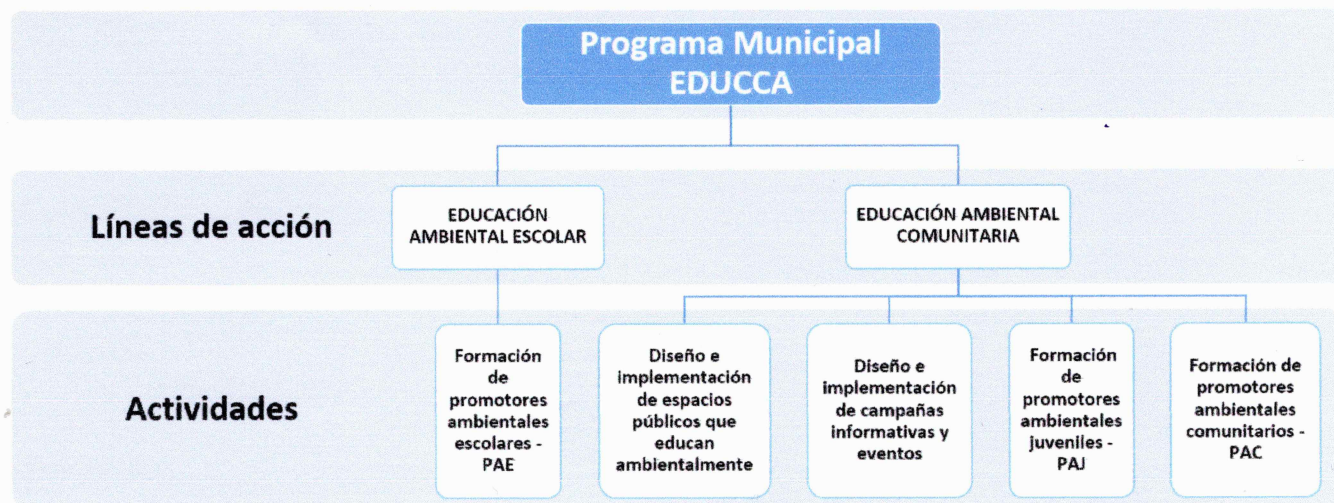 Programa Municipal
EDUCCA
Líneas de acción
EDUCACIÓN
AMBIENTAL ESCOLAR
EDUCACIÓN AMBIENTAL
COMUNITARIA
Actividades
Formación
de
promotores
ambientales
escolares -
PAE
Diseño e
implementación
de espacios
públicos que
educan
ambientalmente
Diseño e
implementación
de campañas
informativas y
eventos
Formación
de
promotores
ambientales
juveniles -
PAJ
Formación de
promotores
ambientales
comunitarios -
PAC